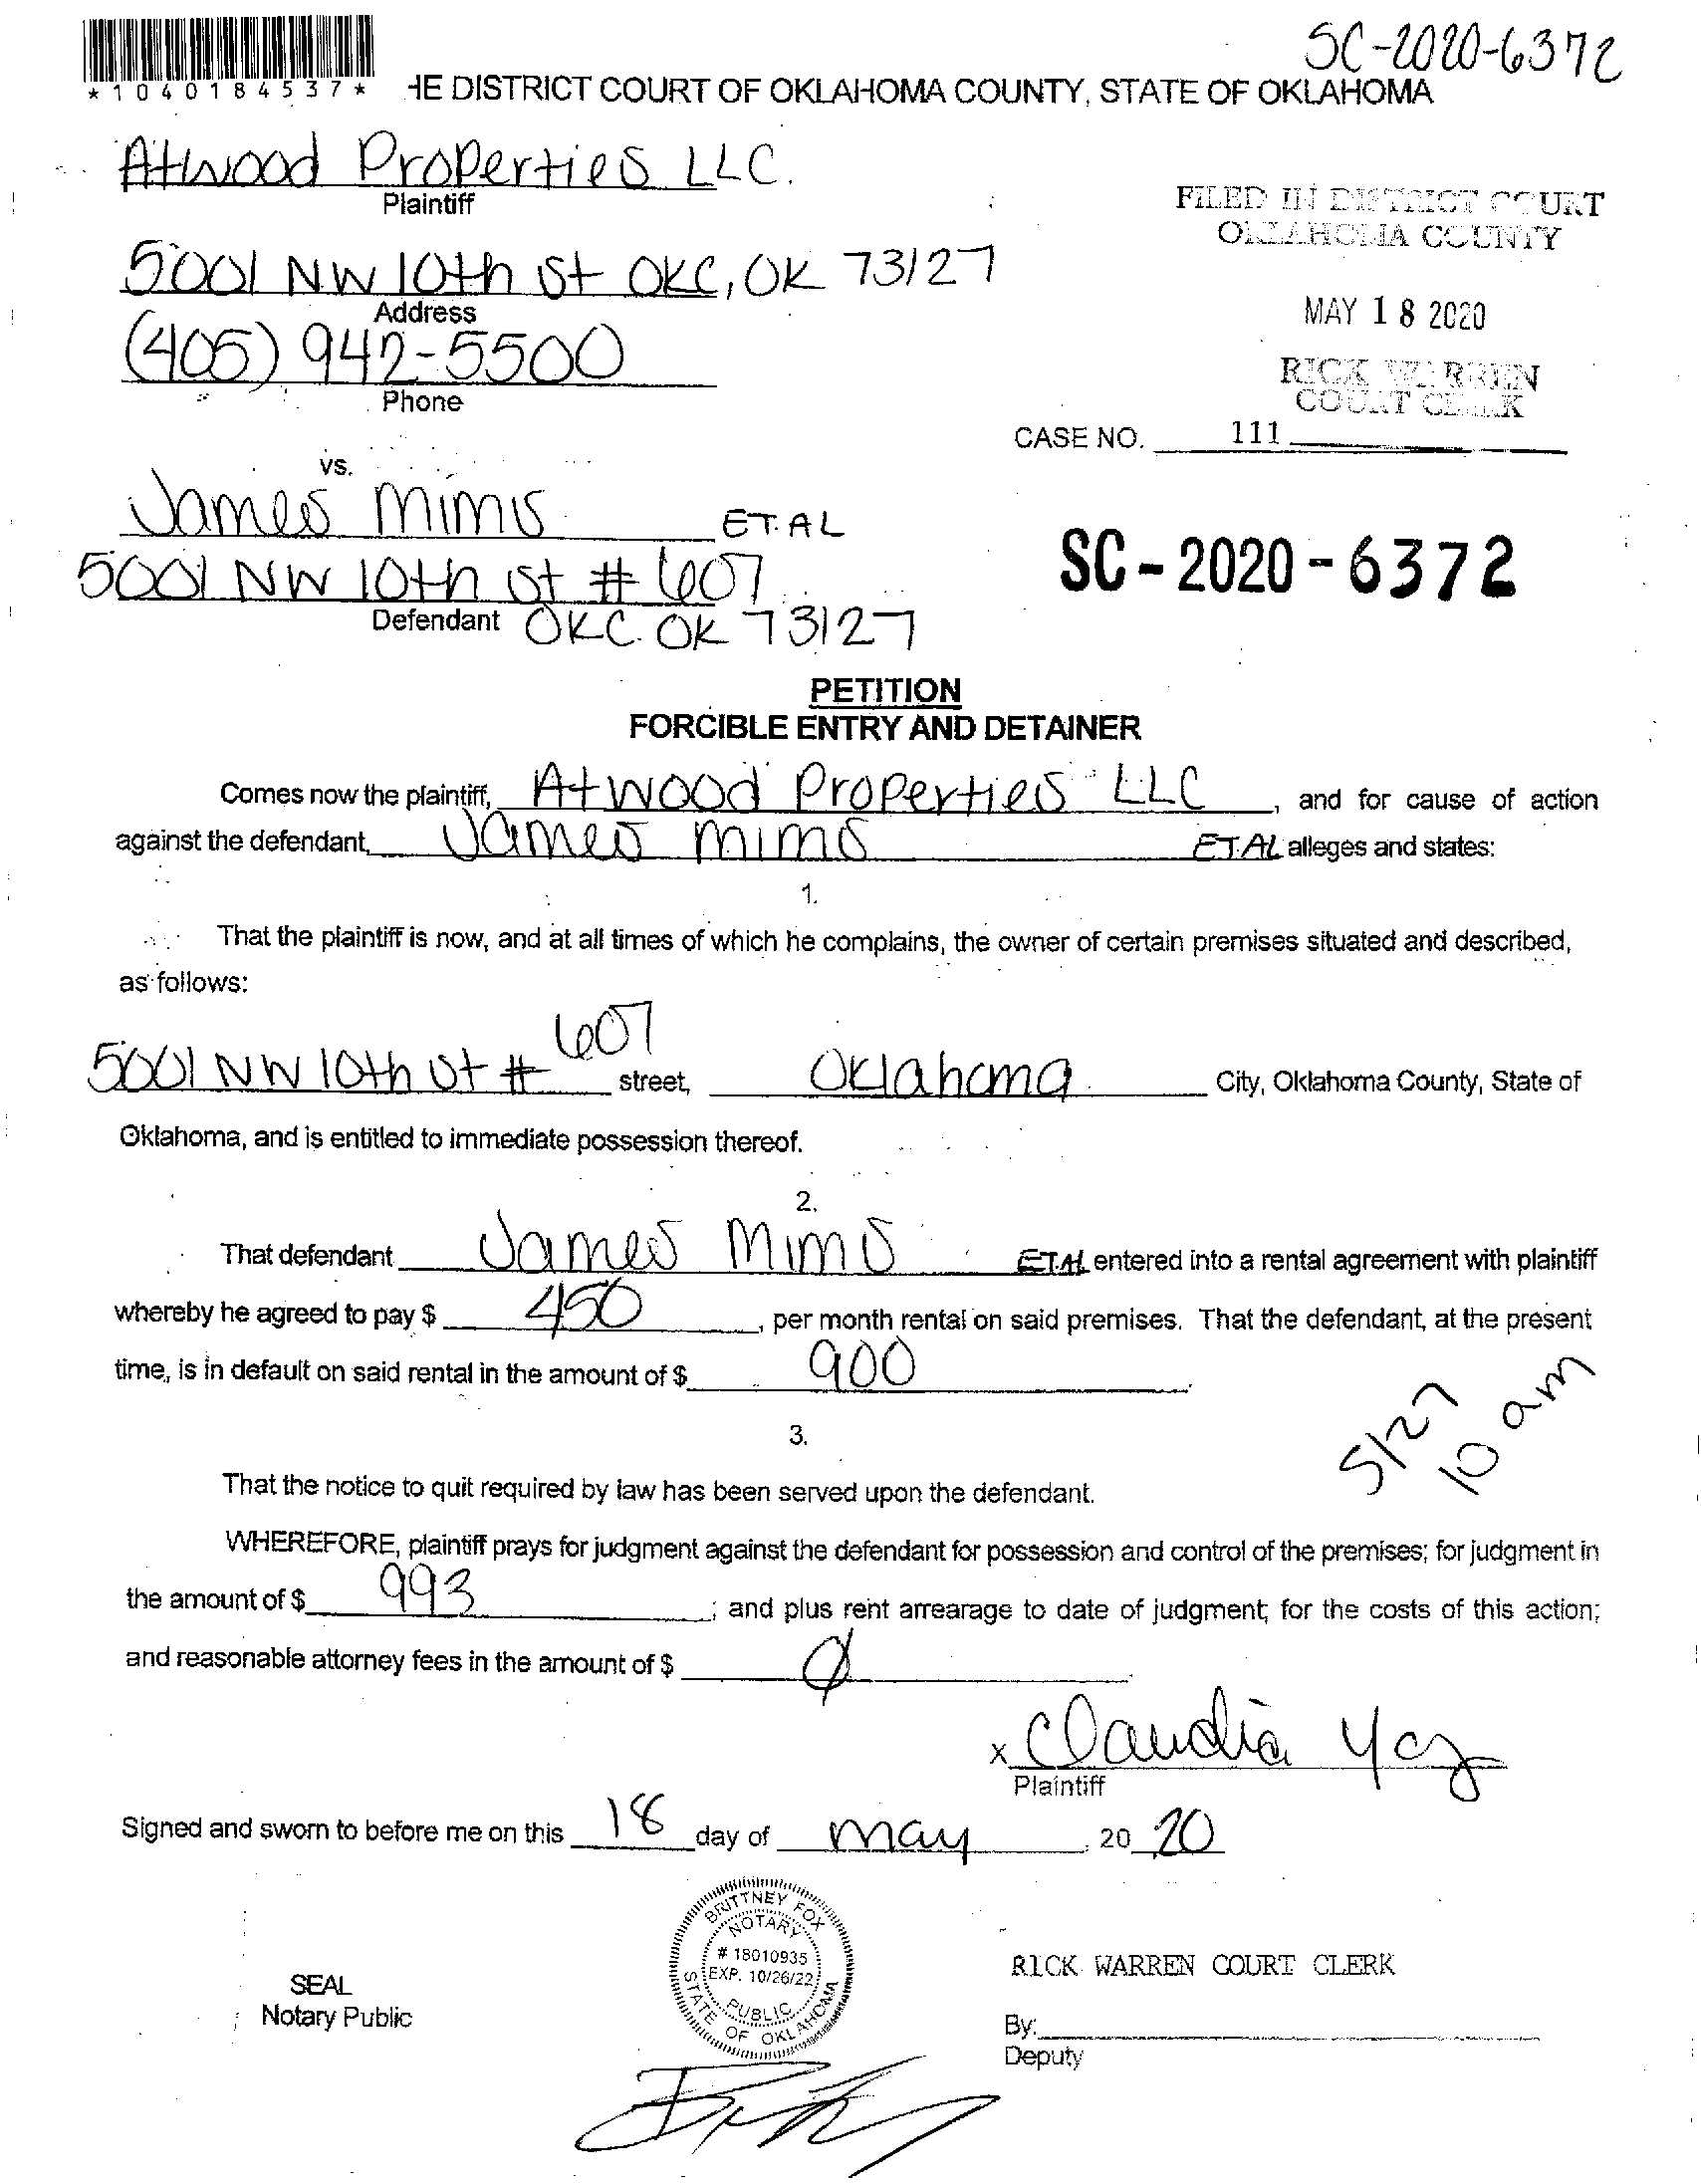 SC-2020-6372
*1040184537* HE DISTRICT COURT OF OKLAHOMA COUNTY, STATE OF OKLAHOMA
Atwood Properties LLC.
Plaintiff
FILED IN DISTRICT COURT
OKLAHOMA COUNTY
5001 NW 10th St OKC, OK 73127
Address
MAY 18 2020
(405) 942-5500
Phone
RICK WARREN
COURT CLERK
CASE NO. 111
vs.
James Mims ET.AL
5001 NW 10th St # 607
Defendant OKC. OK 73127
SC-2020-6372
PETITION
FORCIBLE ENTRY AND DETAINER
Comes now the plaintiff, Atwood Properties LLC, and for cause of action
against the defendant, James Mims ET.AL alleges and states:
1.
That the plaintiff is now, and at all times of which he complains, the owner of certain premises situated and described,
as follows:
5001 NW 10th St # 607 street, Oklahoma City, Oklahoma County, State of
Oklahoma, and is entitled to immediate possession thereof.
2.
That defendant James Mims ET.AL entered into a rental agreement with plaintiff
whereby he agreed to pay $ 450, per month rental on said premises. That the defendant, at the present
time, is in default on said rental in the amount of $ 900.
5/27
10 am
3.
That the notice to quit required by law has been served upon the defendant.
WHEREFORE, plaintiff prays for judgment against the defendant for possession and control of the premises; for judgment in
the amount of $ 993; and plus rent arrearage to date of judgment; for the costs of this action;
and reasonable attorney fees in the amount of $ Ø.
x Claudia
Plaintiff
Signed and sworn to before me on this 18 day of May, 20 20
BRITTNEY FOX
NOTARY
# 18010935
EXP. 10/26/22
PUBLIC
STATE OF OKLAHOMA
SEAL
Notary Public
RICK WARREN COURT CLERK
By:
Deputy